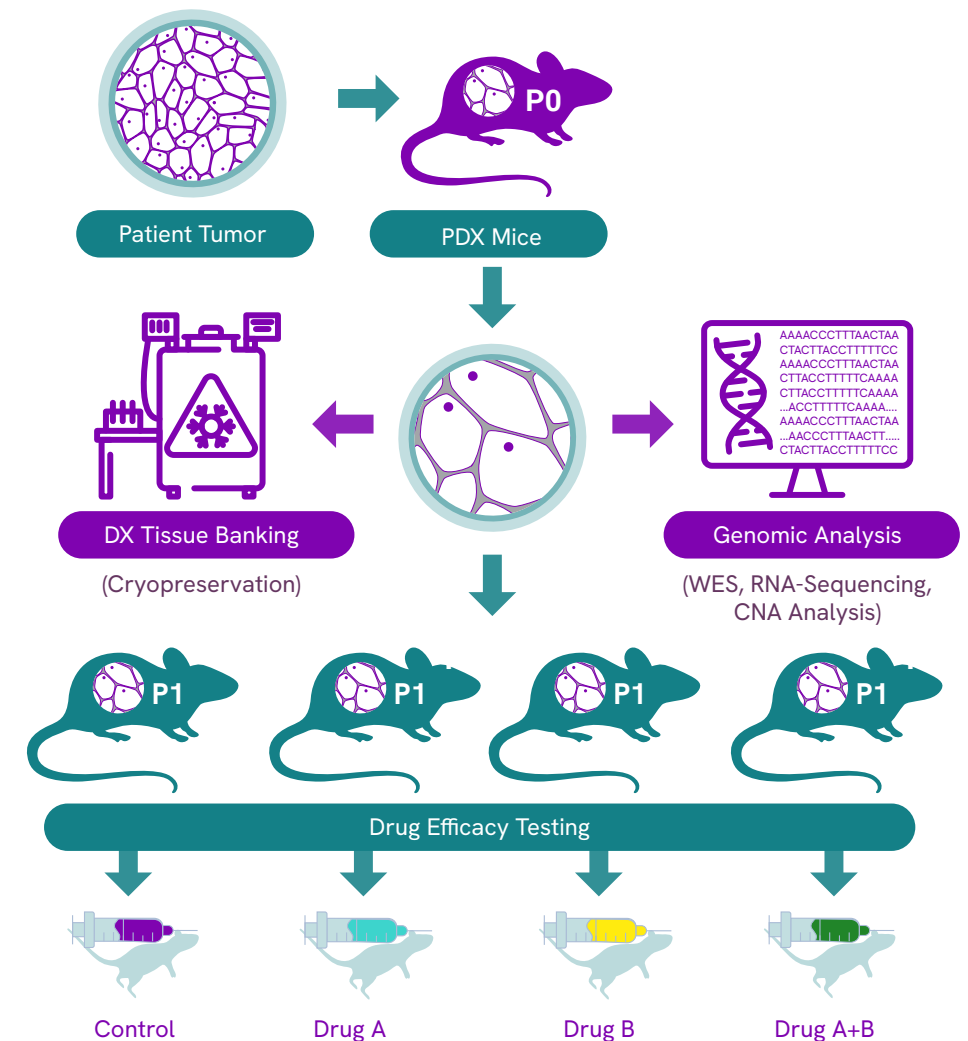 P0
Patient Tumor
PDX Mice
AAAACCCTTTAACTAA
CTACTTACCTTTTTCC
AAAACCCTTTAACTAA
CTTACCTTTTTCAAAA
CTTACCTTTTTCAAAA
...ACCTTTTTCAAAA....
AAAACCCTTTAACTAA
...AACCCTTTAACTT.....
CTACTTACCTTTTTCC
DX Tissue Banking
Genomic Analysis
(Cryopreservation)
(WES, RNA-Sequencing,
CNA Analysis)
P1
P1
P1
P1
Drug Efficacy Testing
Control
Drug A
Drug B
Drug A+B